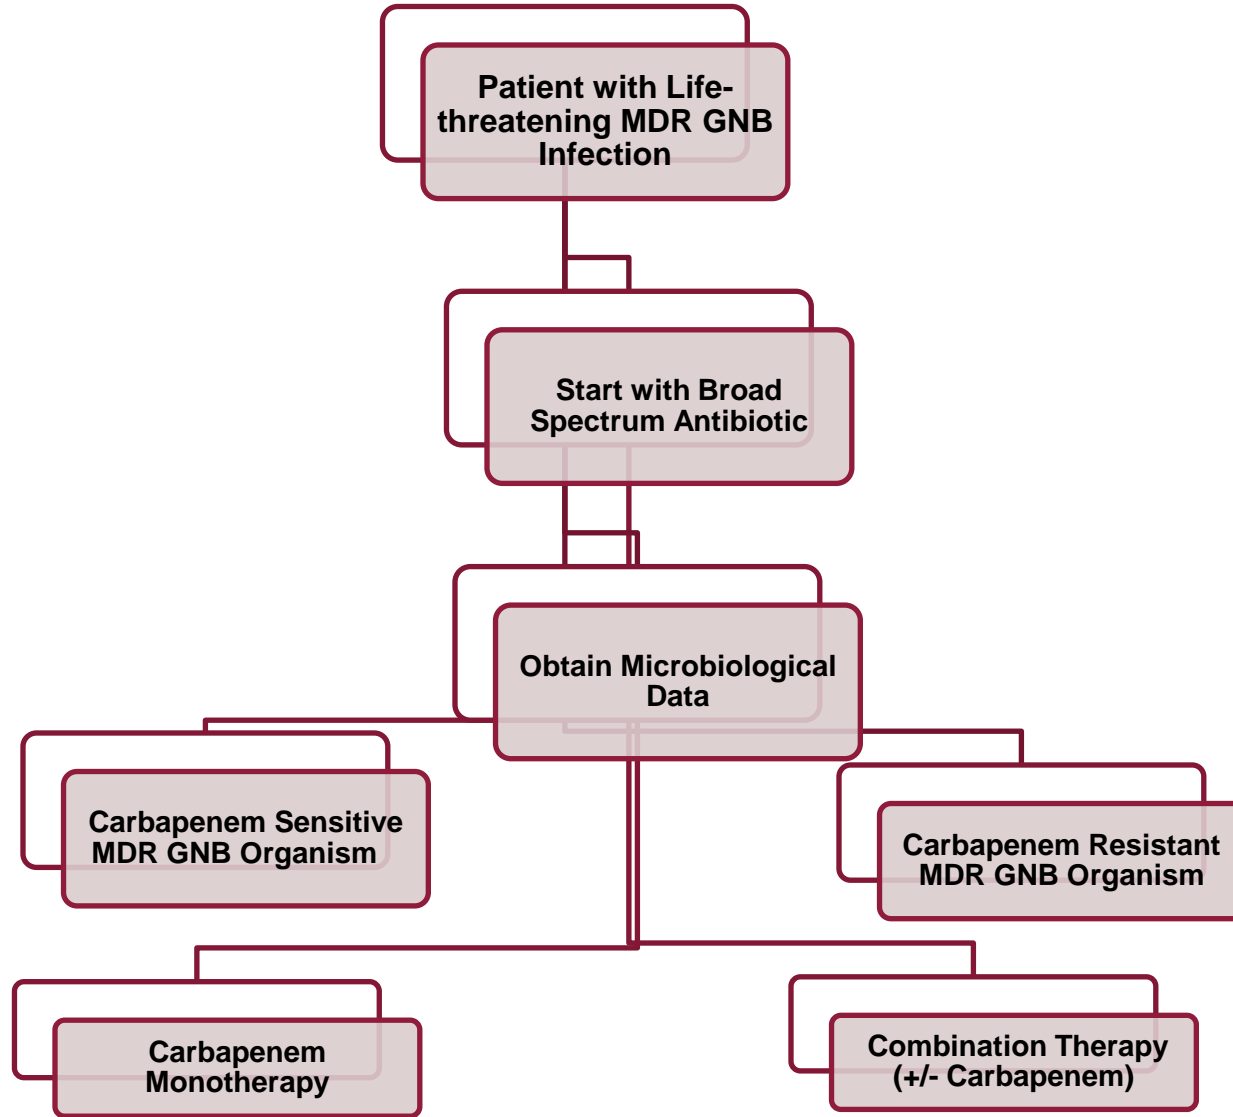 Patient with Life-
threatening MDR GNB
Infection
Start with Broad
Spectrum Antibiotic
Obtain Microbiological
Data
Carbapenem Sensitive
MDR GNB Organism
Carbapenem Resistant
MDR GNB Organism
Carbapenem
Monotherapy
Combination Therapy
(+/- Carbapenem)